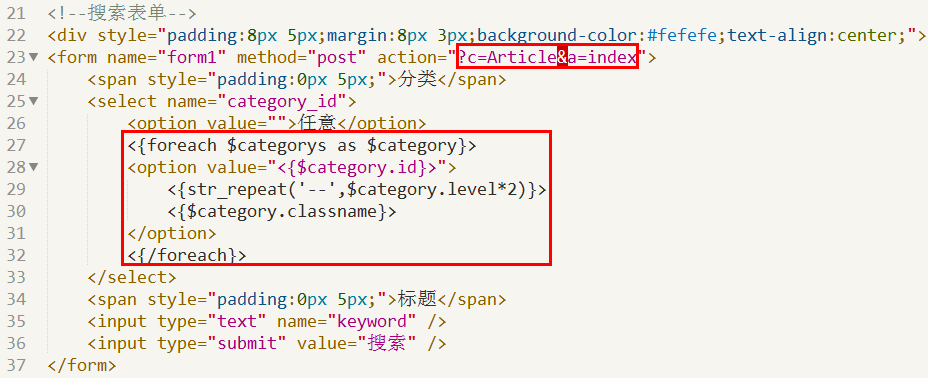 21 <!--搜索表单-->
22 <div style="padding:8px 5px;margin:8px 3px;background-color:#fefefe;text-align:center;">
23 <form name="form1" method="post" action="?c=Article&a=index">
24 <span style="padding:0px 5px;">分类</span>
25 <select name="category_id">
26 <option value="">任意</option>
27 <{foreach $categorys as $category}>
28 <option value="<{$category.id}>">
29 <{str_repeat('--',$category.level*2)}>
30 <{$category.classname}>
31 </option>
32 <{/foreach}>
33 </select>
34 <span style="padding:0px 5px;">标题</span>
35 <input type="text" name="keyword" />
36 <input type="submit" value="搜索" />
37 </form>